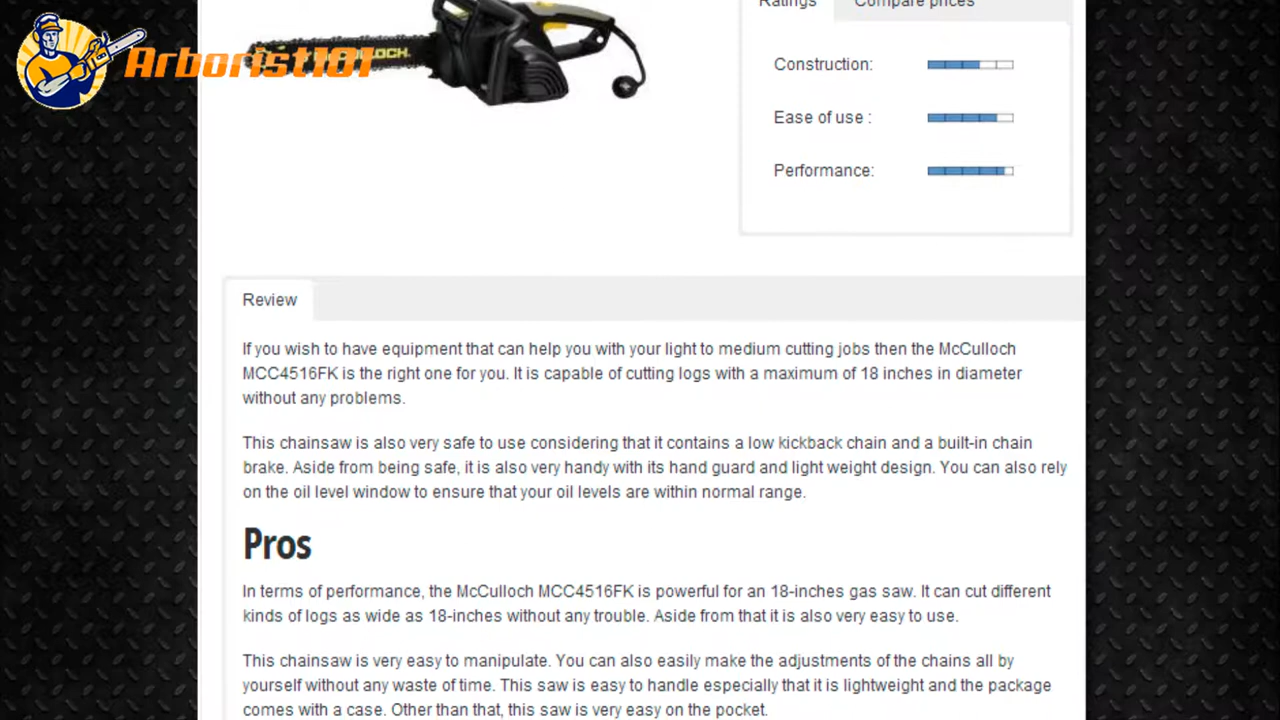 Ratings
Compare prices
Arborist101
Construction:
Ease of use :
Performance:
Review
If you wish to have equipment that can help you with your light to medium cutting jobs then the McCulloch
MCC4516FK is the right one for you. It is capable of cutting logs with a maximum of 18 inches in diameter
without any problems.
This chainsaw is also very safe to use considering that it contains a low kickback chain and a built-in chain
brake. Aside from being safe, it is also very handy with its hand guard and light weight design. You can also rely
on the oil level window to ensure that your oil levels are within normal range.
Pros
In terms of performance, the McCulloch MCC4516FK is powerful for an 18-inches gas saw. It can cut different
kinds of logs as wide as 18-inches without any trouble. Aside from that it is also very easy to use.
This chainsaw is very easy to manipulate. You can also easily make the adjustments of the chains all by
yourself without any waste of time. This saw is easy to handle especially that it is lightweight and the package
comes with a case. Other than that, this saw is very easy on the pocket.